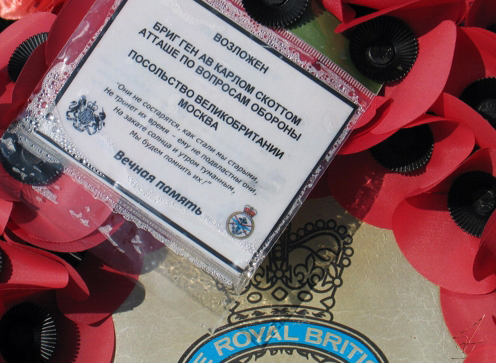 ВОЗЛОЖЕН
БРИГ ГЕН АВ КАРЛОМ СКОТТОМ
АТТАШЕ ПО ВОПРОСАМ ОБОРОНЫ
ПОСОЛЬСТВО ВЕЛИКОБРИТАНИИ
МОСКВА
"Они не состарятся, как стали мы старыми,
Не тронет их время – ему не подвластны они,
На закате солнца и утром туманным,
Мы будем помнить их!"
Вечная память
E ROYAL BRIT